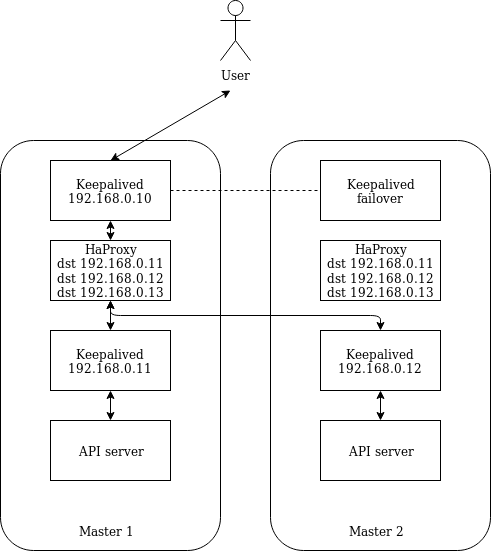 User
Keepalived
192.168.0.10
Keepalived
failover
HaProxy
dst 192.168.0.11
dst 192.168.0.12
dst 192.168.0.13
HaProxy
dst 192.168.0.11
dst 192.168.0.12
dst 192.168.0.13
Keepalived
192.168.0.11
Keepalived
192.168.0.12
API server
API server
Master 1
Master 2